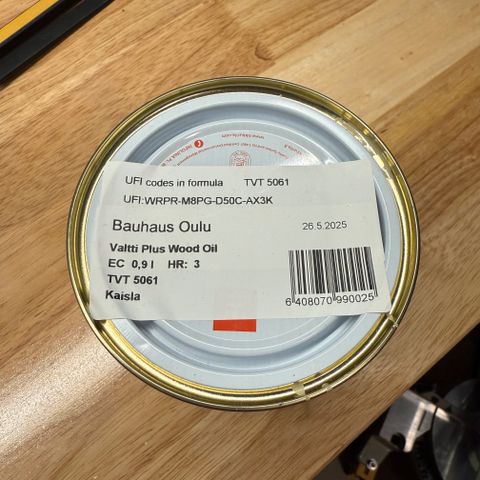 UFI codes in formula TVT 5061
UFI:WRPR-M8PG-D50C-AX3K
Bauhaus Oulu 26.5.2025
Valtti Plus Wood Oil
EC 0,9 l HR: 3
TVT 5061
Kaisla
6 408070 990025